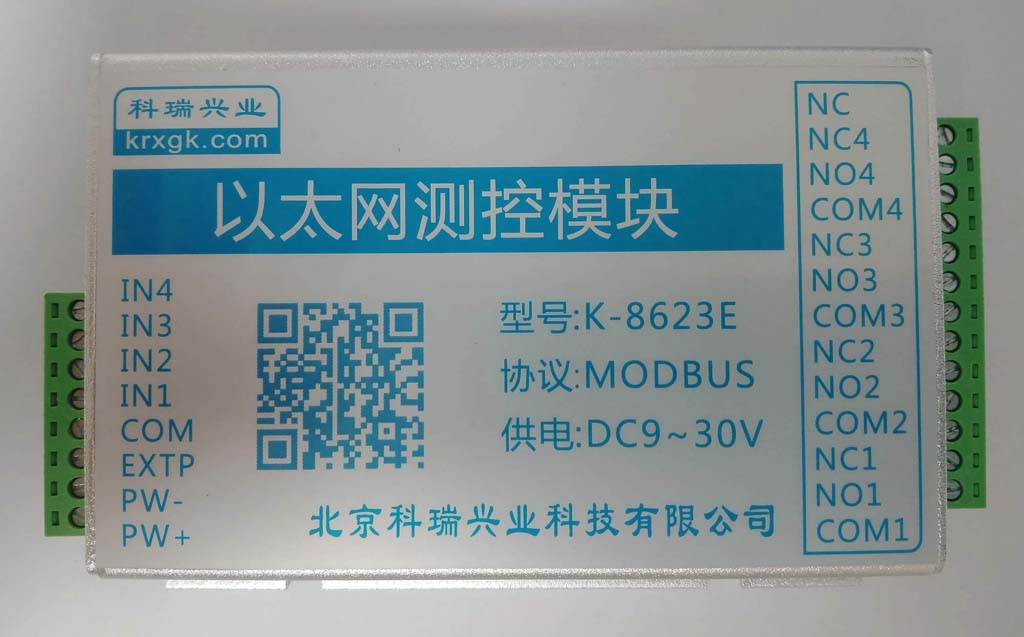 科瑞兴业
krxgk.com
以太网测控模块
IN4
IN3
IN2
IN1
COM
EXTP
PW-
PW+
型号:K-8623E
协议:MODBUS
供电:DC9~30V
北京科瑞兴业科技有限公司
NC
NC4
NO4
COM4
NC3
NO3
COM3
NC2
NO2
COM2
NC1
NO1
COM1